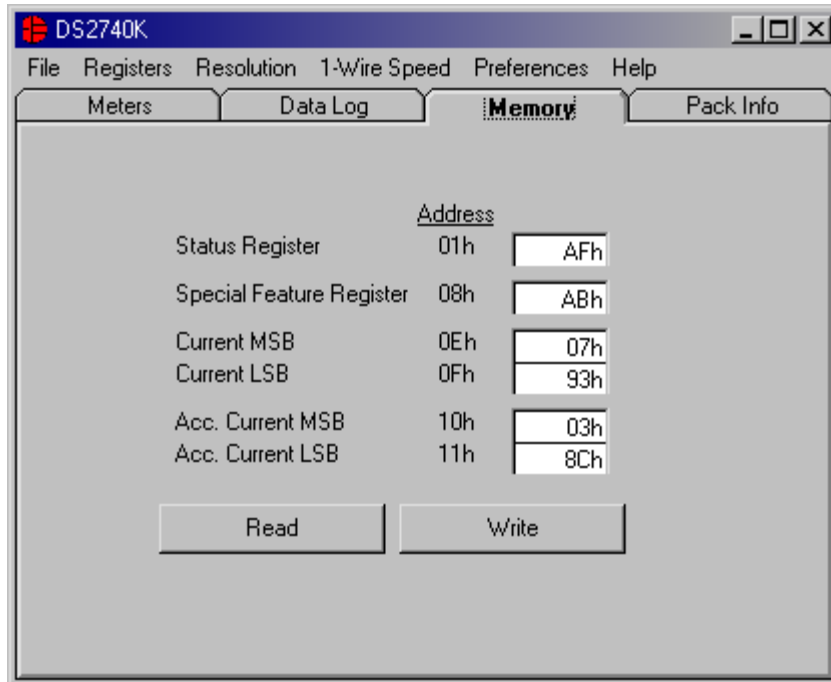 DS2740K
File Registers Resolution 1-Wire Speed Preferences Help
Meters Data Log Memory Pack Info
Address
Status Register 01h AFh
Special Feature Register 08h ABh
Current MSB 0Eh 07h
Current LSB 0Fh 93h
Acc. Current MSB 10h 03h
Acc. Current LSB 11h 8Ch
Read Write